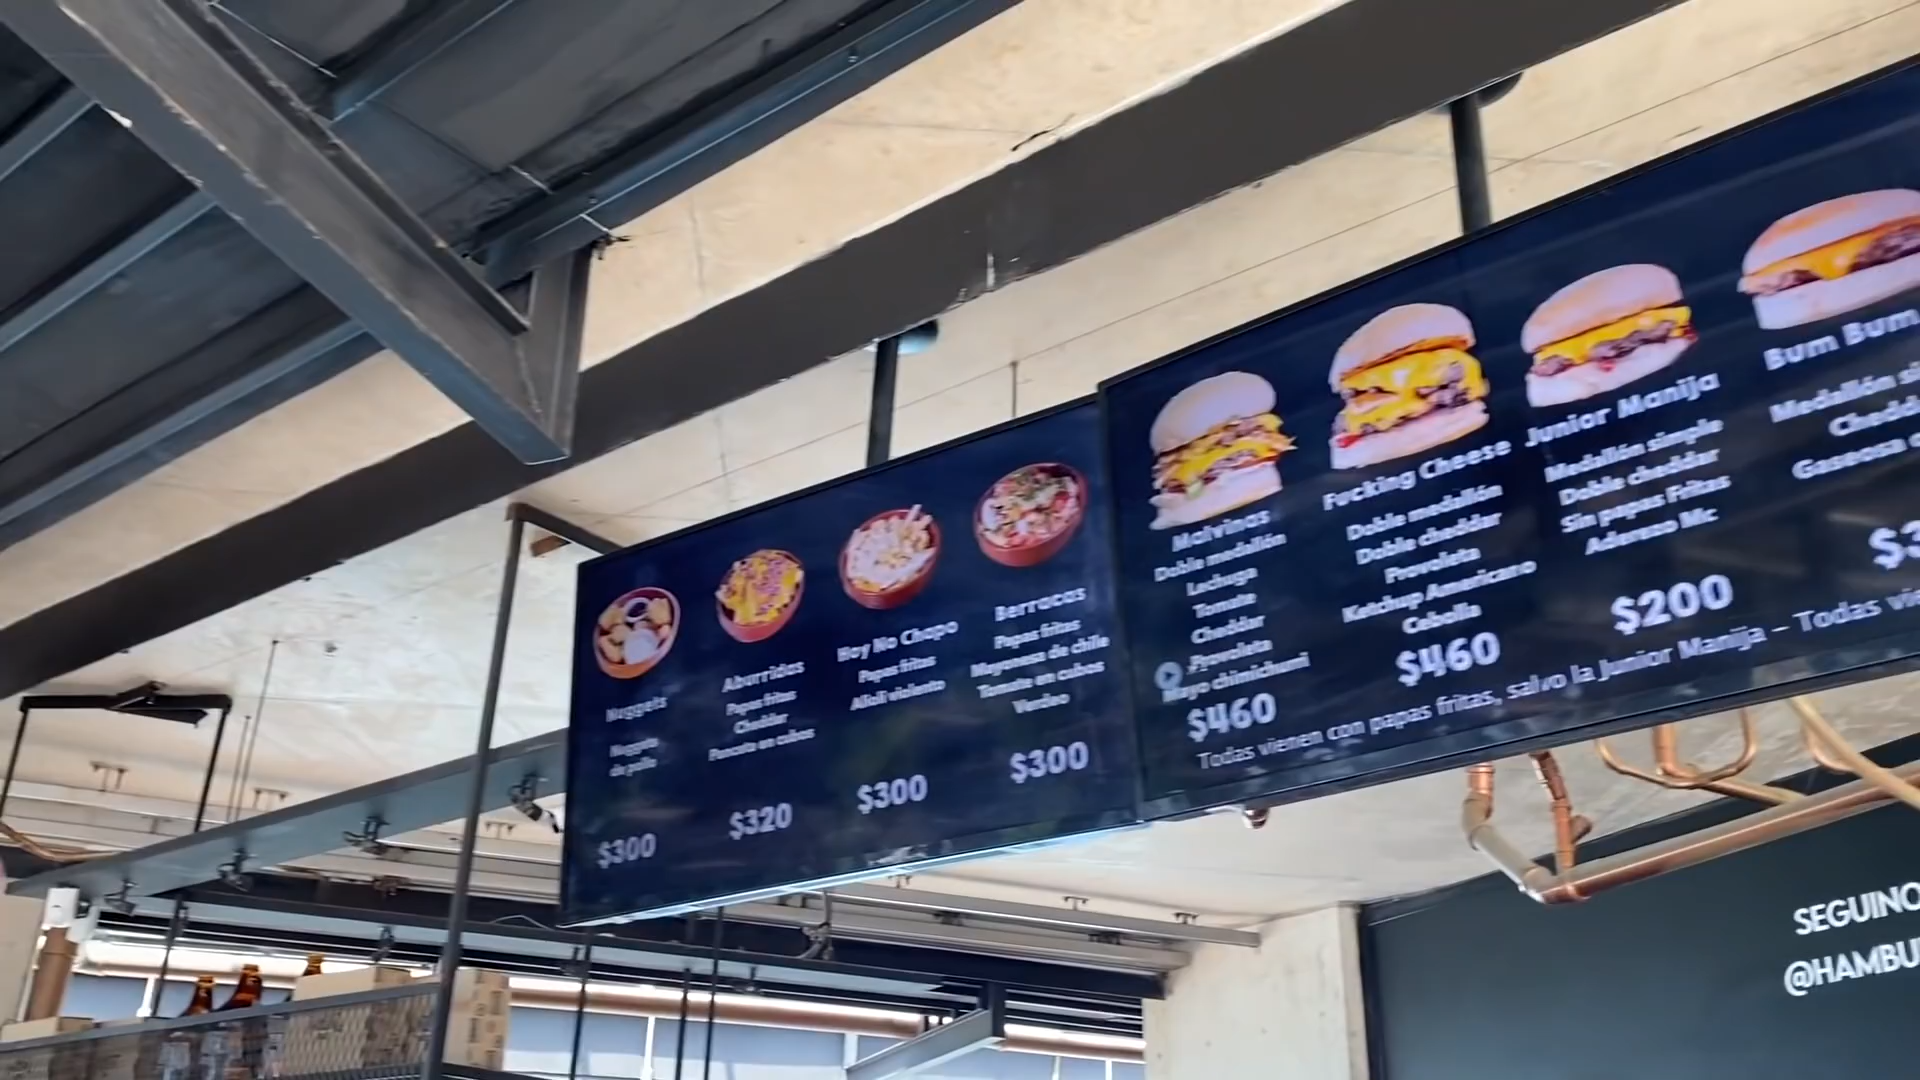 Nuggets
Nuggets
de pollo
$300
Aburridas
Papas fritas
Cheddar
Panceta en cubos
$320
Hoy No Chapo
Papas fritas
Alioli violento
$300
Berracas
Papas fritas
Mayonesa de chile
Tomate en cubos
Verdeo
$300
Malvinas
Doble medallón
Lechuga
Tomate
Cheddar
Provoleta
Mayo chimichurri
$460
Fucking Cheese
Doble medallón
Doble cheddar
Provoleta
Ketchup Americano
Cebolla
$460
Junior Manija
Medallón simple
Doble cheddar
Sin papas Fritas
Aderezo Mc
$200
Bum Bum
Medallón
Gaseosa
Todas vienen con papas fritas, salvo la Junior Manija – Todas
SEGUINO
@HAMBU